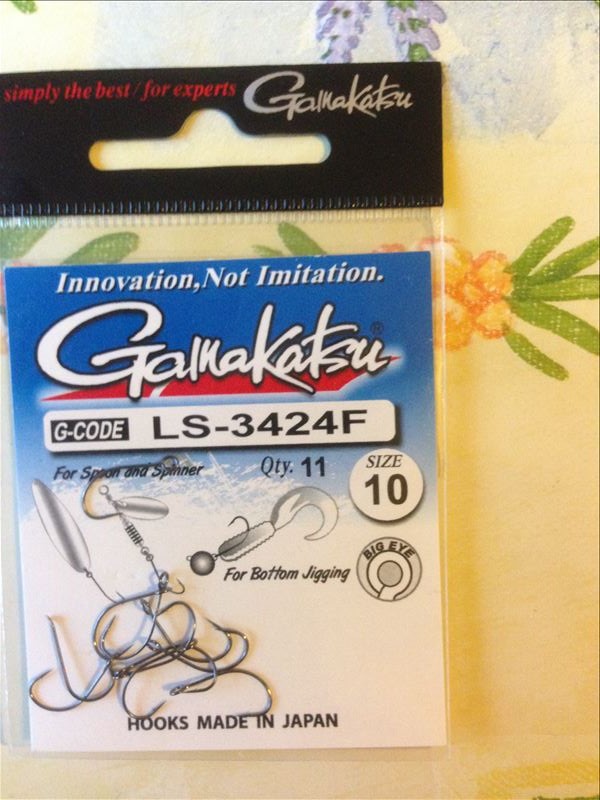 simply the best / for experts Gamakatsu
Innovation,Not Imitation.
Gamakatsu®
G-CODE LS-3424F
For Spoon and Spinner Qty. 11 SIZE
10
BIG EYE
For Bottom Jigging
HOOKS MADE IN JAPAN